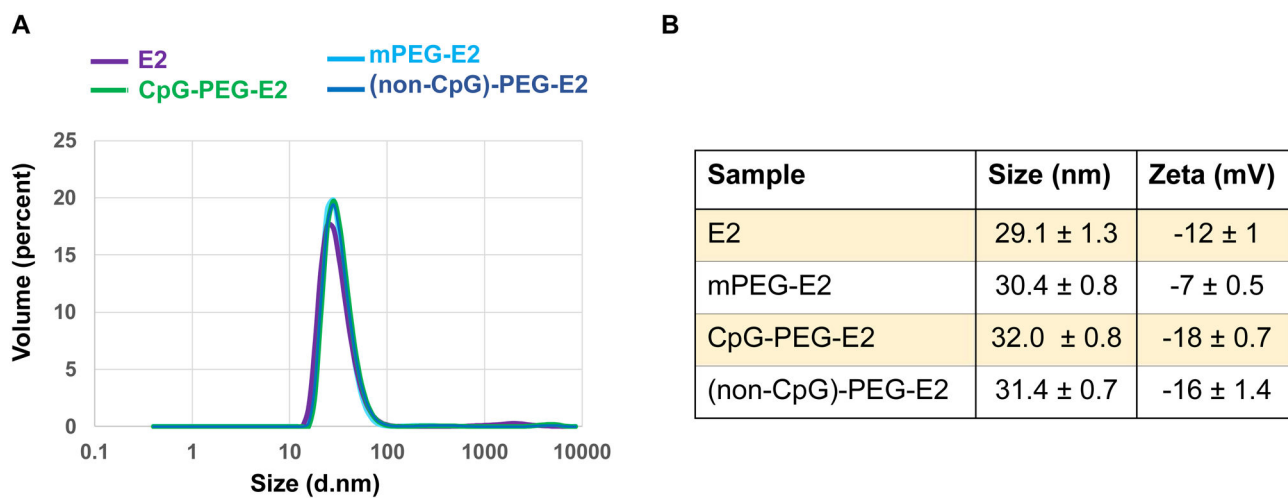 A
B
E2
mPEG-E2
CpG-PEG-E2
(non-CpG)-PEG-E2
25
20
15
10
5
0
Volume (percent)
0.1 1 10 100 1000 10000
Size (d.nm)
Sample Size (nm) Zeta (mV)
E2 29.1 ± 1.3 -12 ± 1
mPEG-E2 30.4 ± 0.8 -7 ± 0.5
CpG-PEG-E2 32.0 ± 0.8 -18 ± 0.7
(non-CpG)-PEG-E2 31.4 ± 0.7 -16 ± 1.4